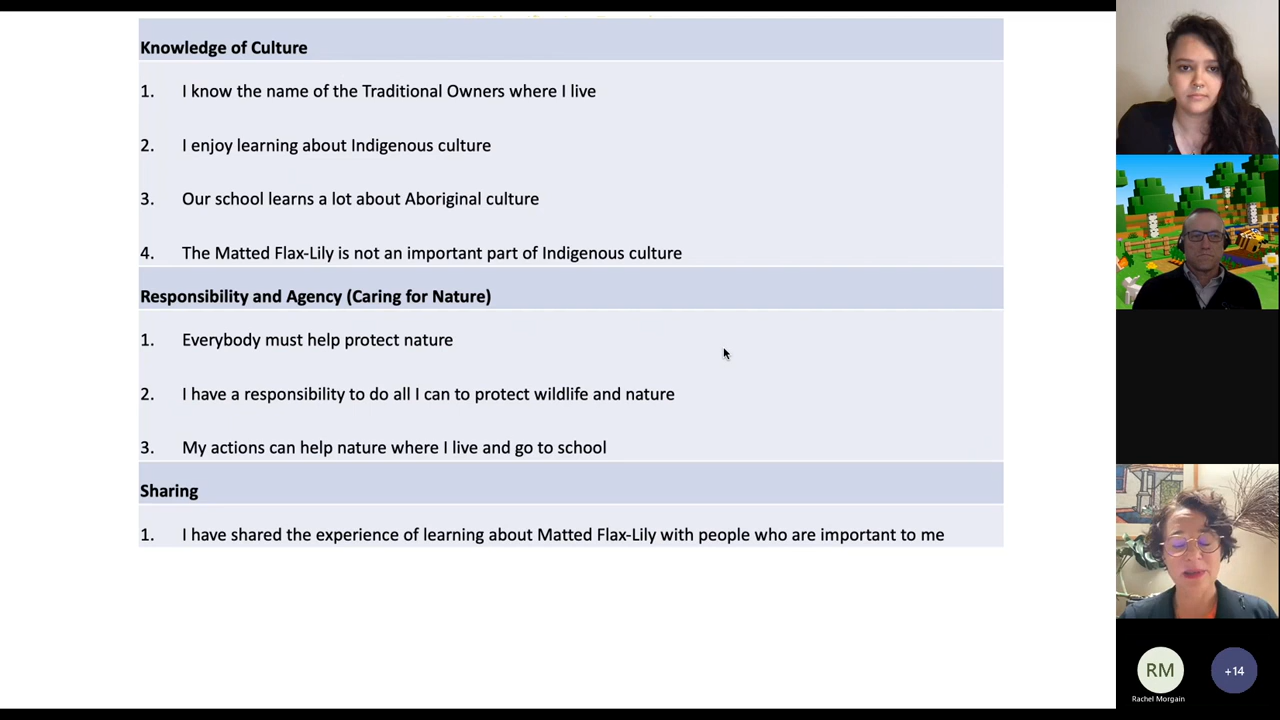 Knowledge of Culture
1. I know the name of the Traditional Owners where I live
2. I enjoy learning about Indigenous culture
3. Our school learns a lot about Aboriginal culture
4. The Matted Flax-Lily is not an important part of Indigenous culture
Responsibility and Agency (Caring for Nature)
1. Everybody must help protect nature
2. I have a responsibility to do all I can to protect wildlife and nature
3. My actions can help nature where I live and go to school
Sharing
1. I have shared the experience of learning about Matted Flax-Lily with people who are important to me
RM
+14
Rachel Morgain